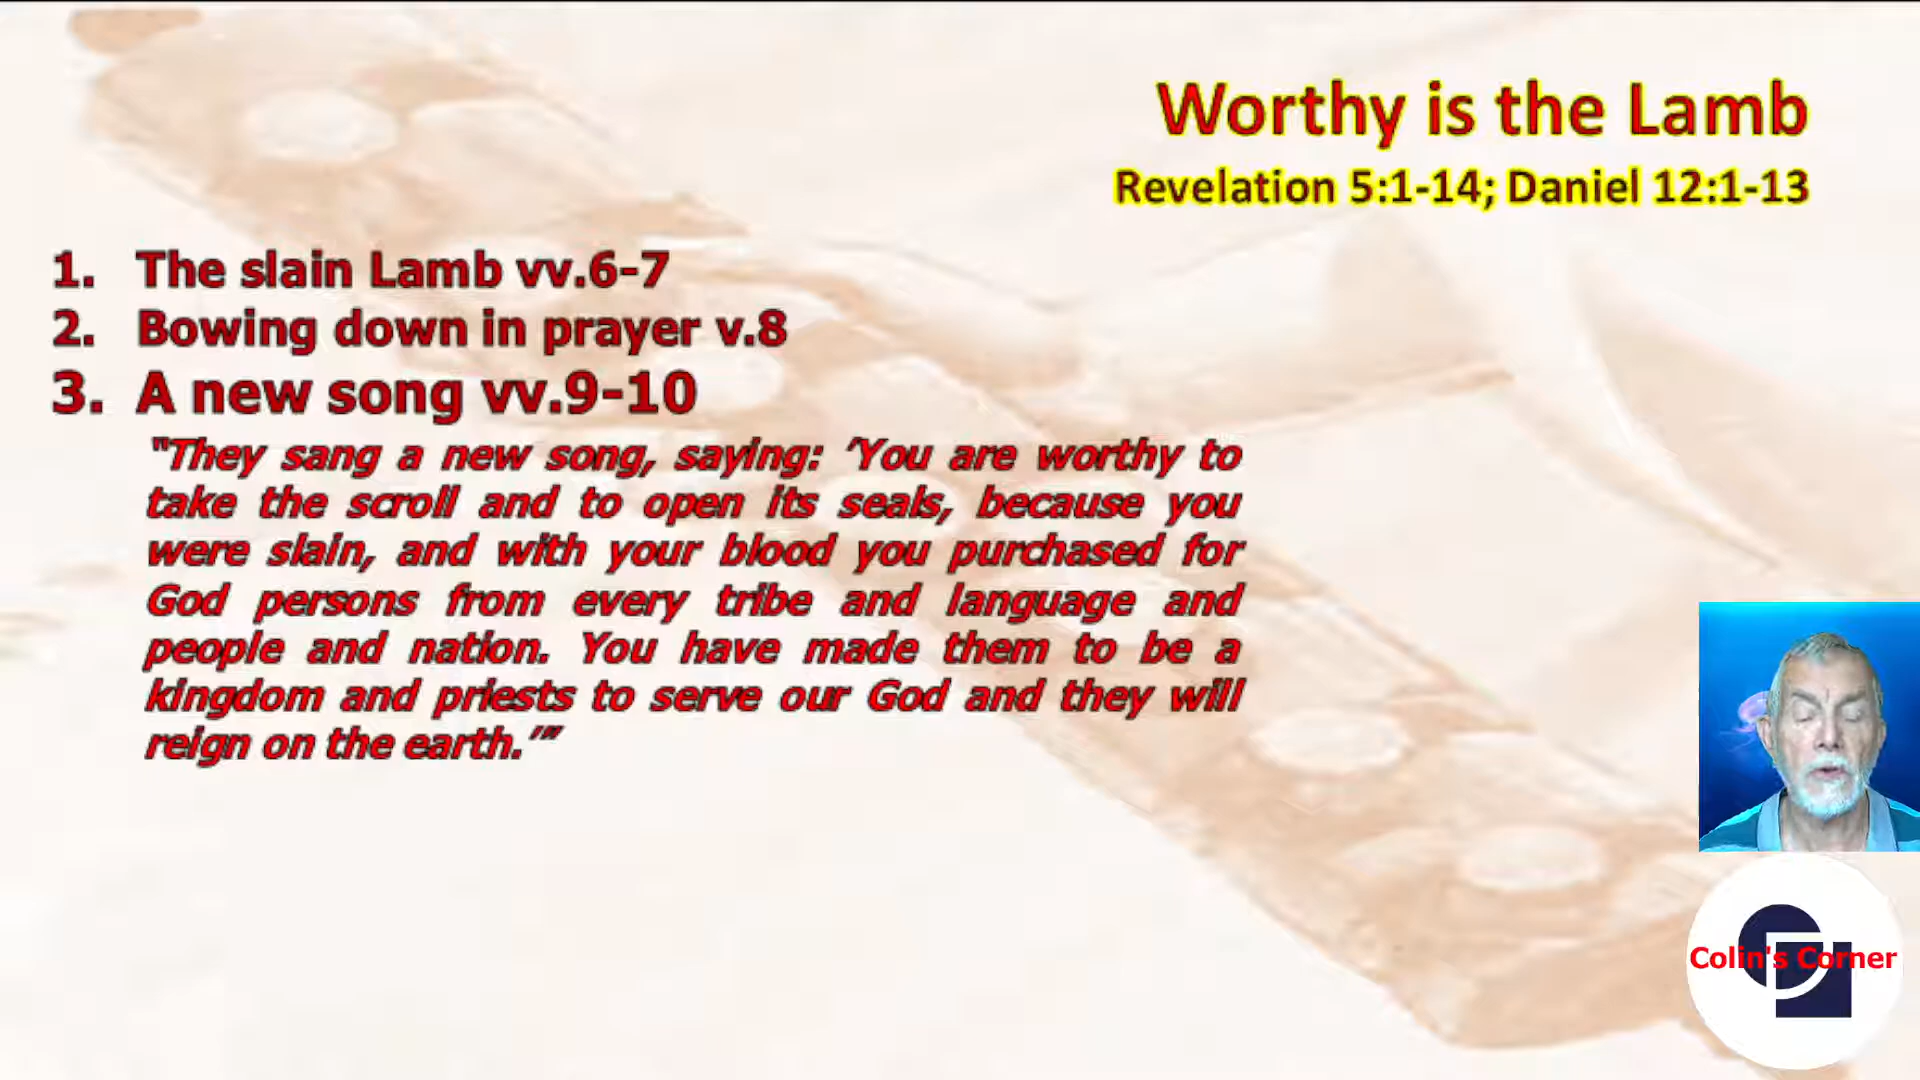 Worthy is the Lamb
Revelation 5:1-14; Daniel 12:1-13
1. The slain Lamb vv.6-7
2. Bowing down in prayer v.8
3. A new song vv.9-10
"They sang a new song, saying: ‘You are worthy to
take the scroll and to open its seals, because you
were slain, and with your blood you purchased for
God persons from every tribe and language and
people and nation. You have made them to be a
kingdom and priests to serve our God and they will
reign on the earth.’”
Colin's Corner